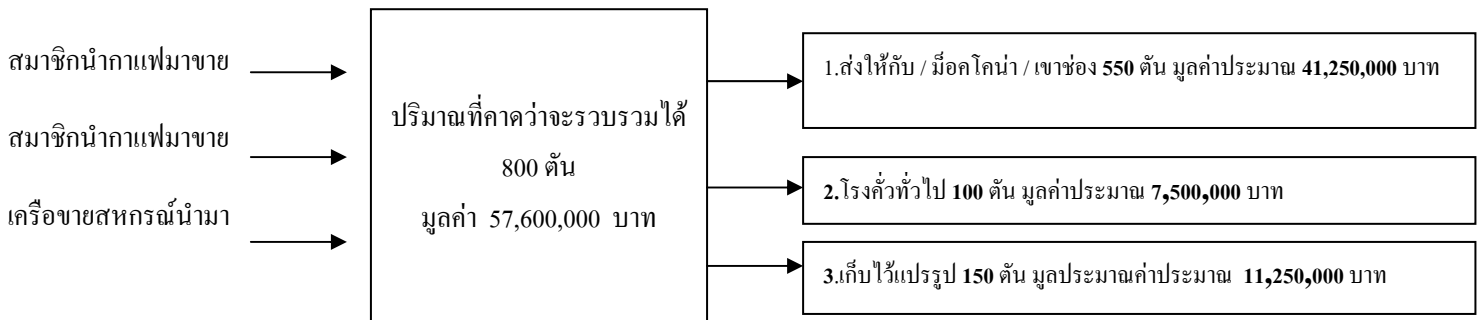 สมาชิกนำกาแฟมาขาย
สมาชิกนำกาแฟมาขาย
เครือขายสหกรณ์นำมา
ปริมาณที่คาดว่าจะรวบรวมได้
800 ตัน
มูลค่า 57,600,000 บาท
1.ส่งให้กับ / ม็อคโคน่า / เขาช่อง 550 ตัน มูลค่าประมาณ 41,250,000 บาท
2.โรงคั่วทั่วไป 100 ตัน มูลค่าประมาณ 7,500,000 บาท
3.เก็บไว้แปรรูป 150 ตัน มูลประมาณค่าประมาณ 11,250,000 บาท